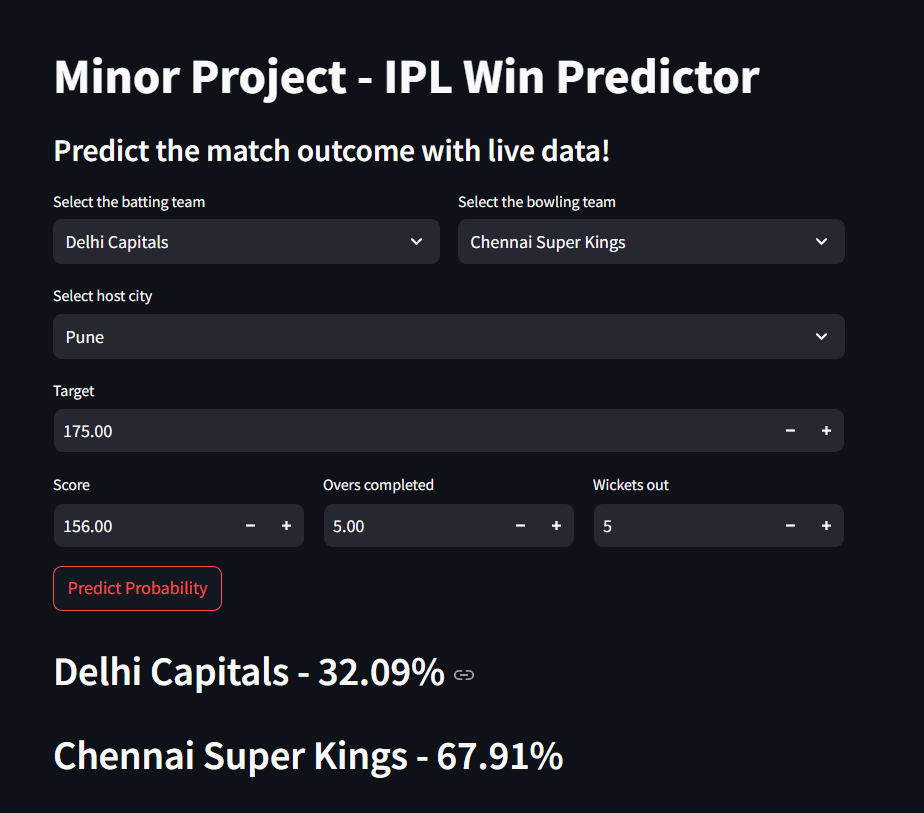 Minor Project - IPL Win Predictor
Predict the match outcome with live data!
Select the batting team
Select the bowling team
Delhi Capitals
Chennai Super Kings
Select host city
Pune
Target
175.00
Score
Overs completed
Wickets out
156.00
5.00
5
Predict Probability
Delhi Capitals - 32.09%
Chennai Super Kings - 67.91%